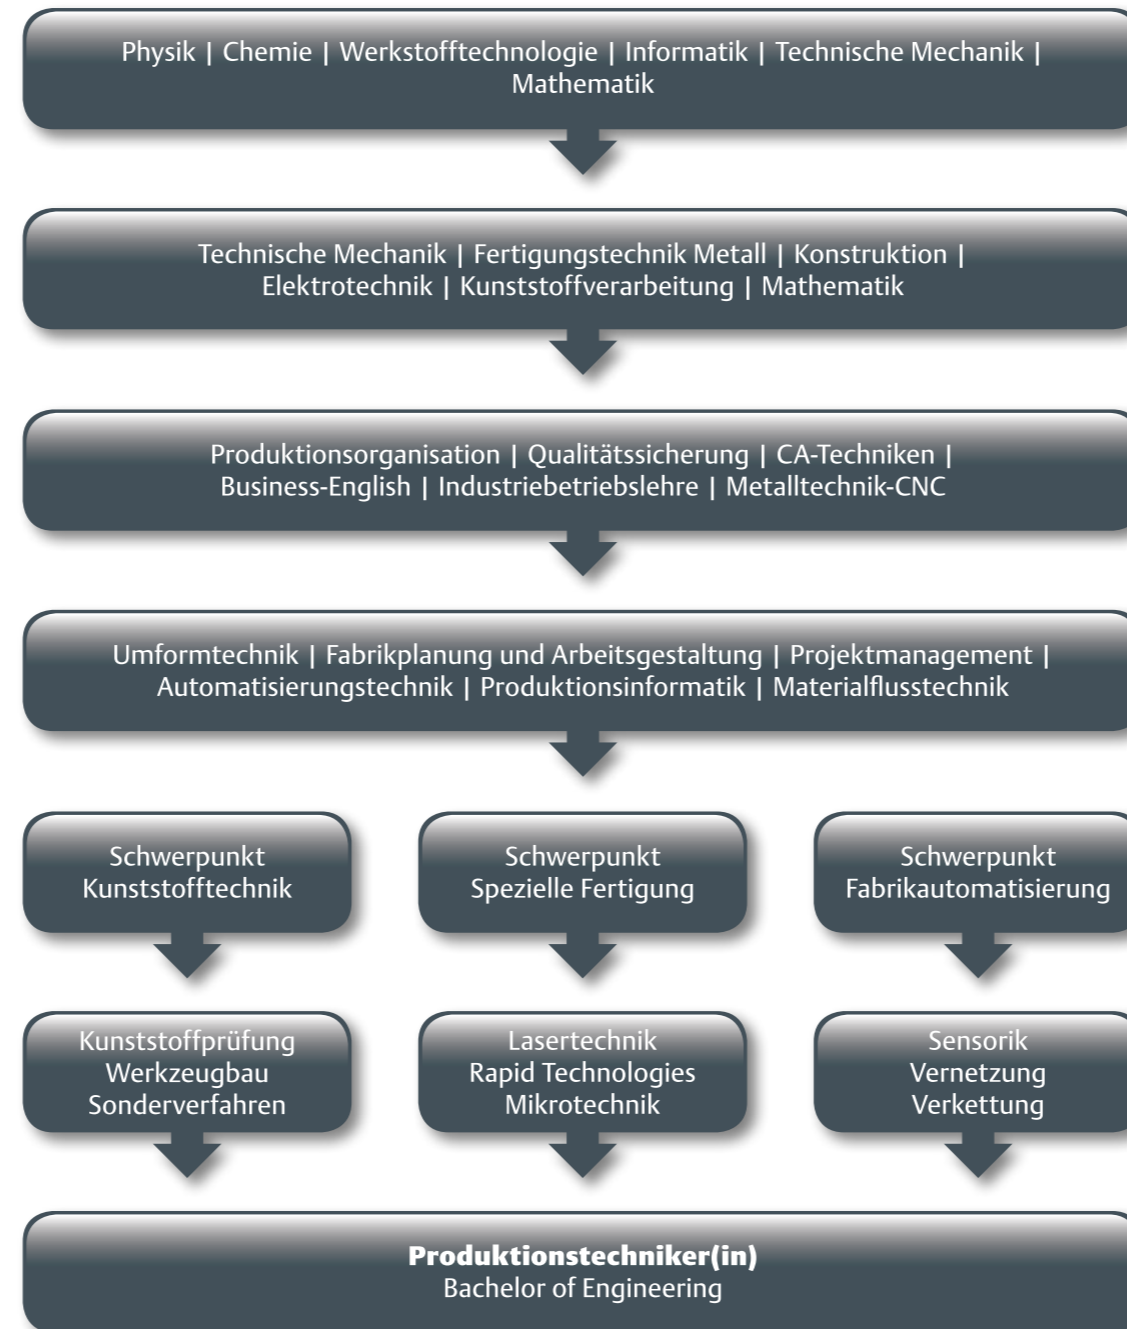 Physik | Chemie | Werkstofftechnologie | Informatik | Technische Mechanik |
Mathematik
Technische Mechanik | Fertigungstechnik Metall | Konstruktion |
Elektrotechnik | Kunststoffverarbeitung | Mathematik
Produktionsorganisation | Qualitätssicherung | CA-Techniken |
Business-English | Industriebetriebslehre | Metalltechnik-CNC
Umformtechnik | Fabrikplanung und Arbeitsgestaltung | Projektmanagement |
Automatisierungstechnik | Produktionsinformatik | Materialflusstechnik
Schwerpunkt
Kunststofftechnik
Schwerpunkt
Spezielle Fertigung
Schwerpunkt
Fabrikautomatisierung
Kunststoffprüfung
Werkzeugbau
Sonderverfahren
Lasertechnik
Rapid Technologies
Mikrotechnik
Sensorik
Vernetzung
Verkettung
Produktionstechniker(in)
Bachelor of Engineering